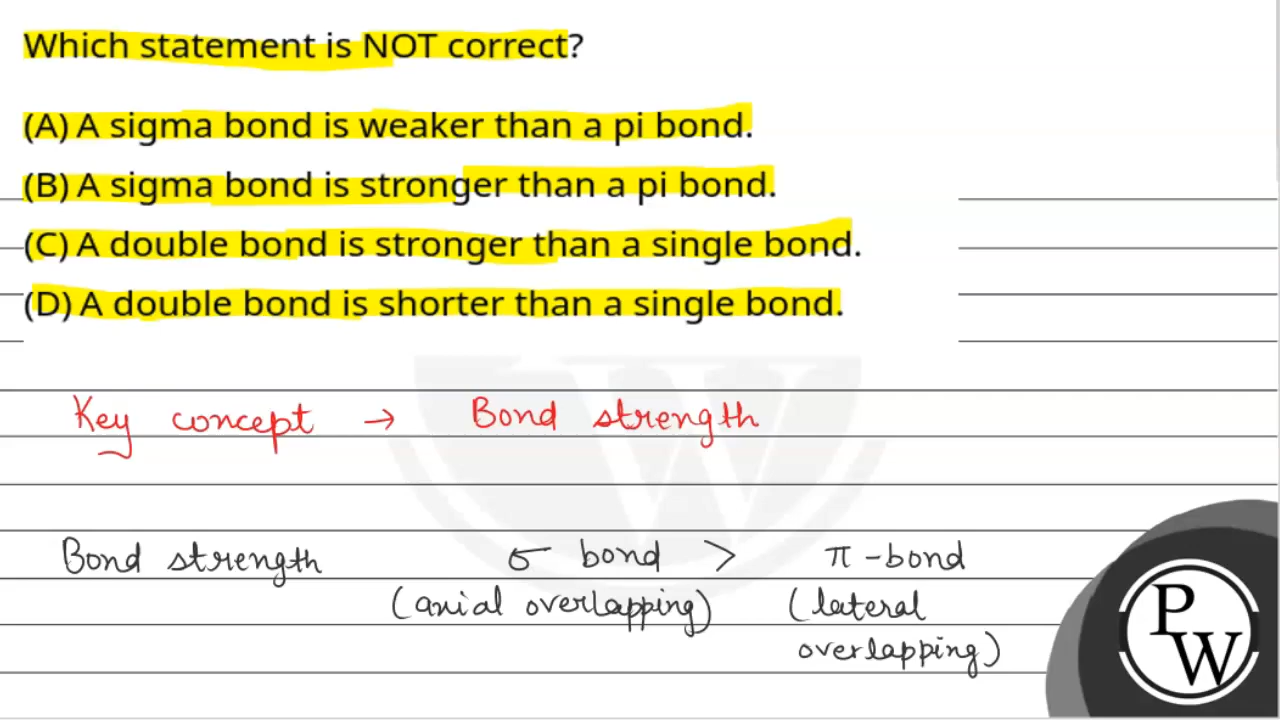 Which statement is NOT correct?
(A) A sigma bond is weaker than a pi bond.
(B) A sigma bond is stronger than a pi bond.
(C) A double bond is stronger than a single bond.
(D) A double bond is shorter than a single bond.
Key concept → Bond strength
Bond strength σ bond > π-bond
(axial overlapping) (lateral
overlapping)
P
W